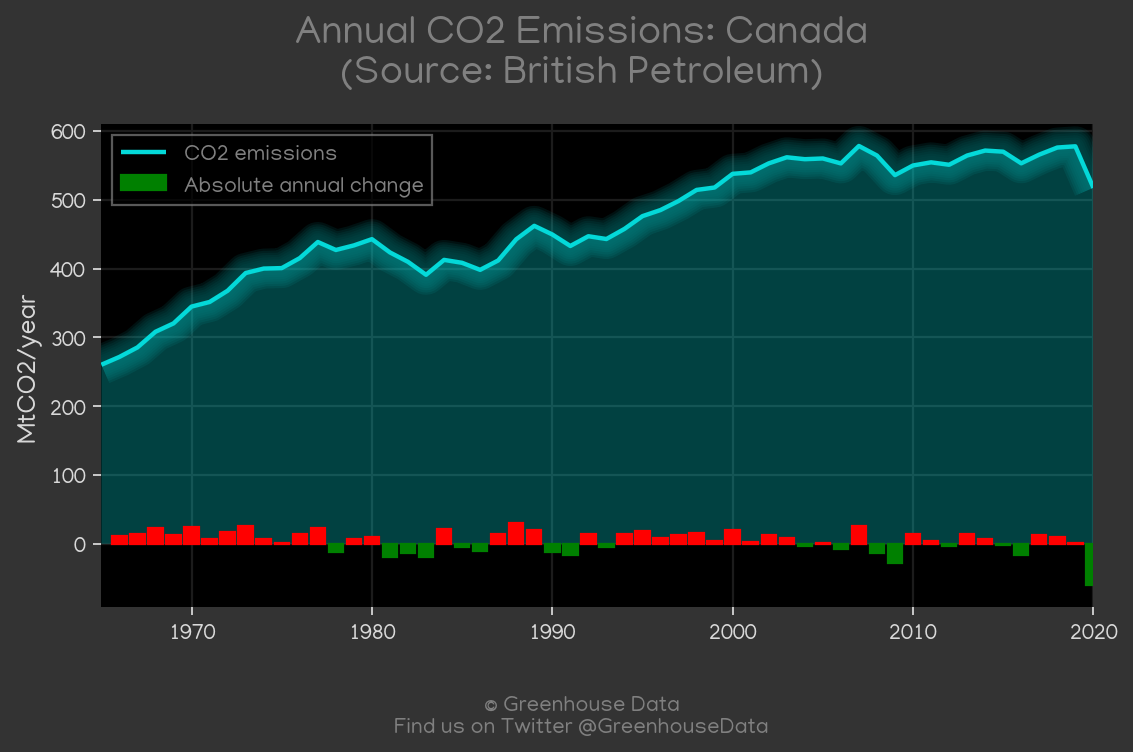 Annual CO2 Emissions: Canada
(Source: British Petroleum)
600
CO2 emissions
Absolute annual change
500
400
300
200
100
0
MtCO2/year
1970 1980 1990 2000 2010 2020
© Greenhouse Data
Find us on Twitter @GreenhouseData